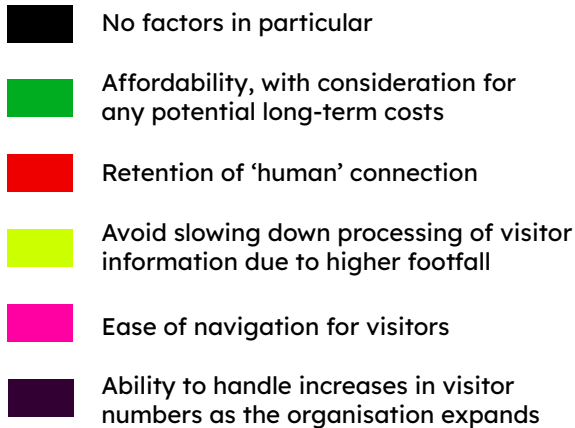 No factors in particular
Affordability, with consideration for
any potential long-term costs
Retention of ‘human’ connection
Avoid slowing down processing of visitor
information due to higher footfall
Ease of navigation for visitors
Ability to handle increases in visitor
numbers as the organisation expands